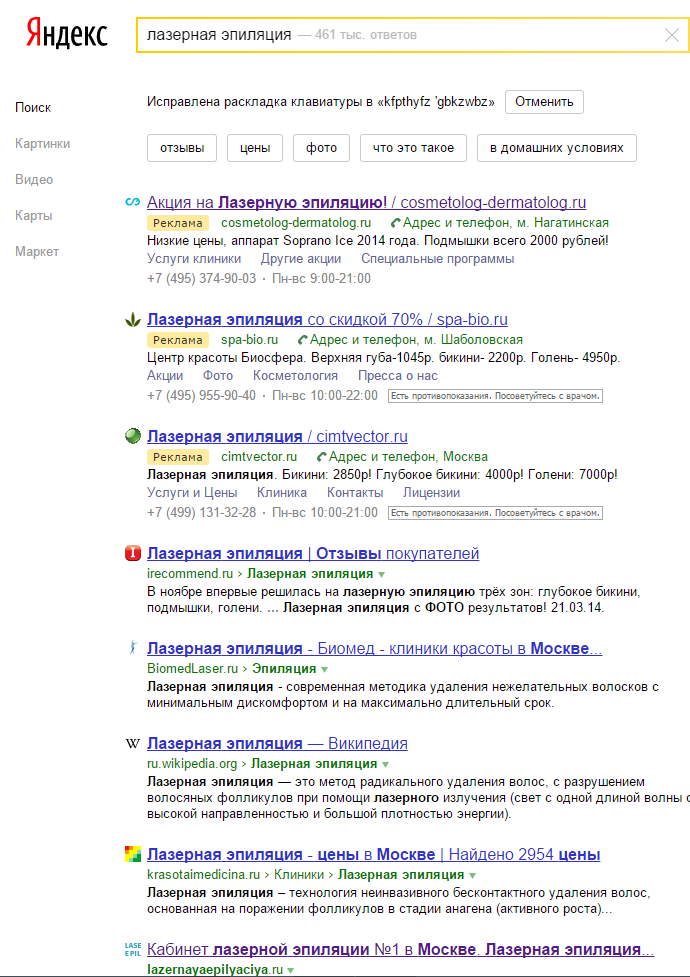 Яндекс
лазерная эпиляция — 461 тыс. ответов
Поиск
Картинки
Видео
Карты
Маркет
Исправлена раскладка клавиатуры в «kfpthyfz 'gbkzwbz» Отменить
отзывы цены фото что это такое в домашних условиях
Акция на Лазерную эпиляцию! / cosmetolog-dermatolog.ru
Реклама cosmetolog-dermatolog.ru Адрес и телефон, м. Нагатинская
Низкие цены, аппарат Soprano Ice 2014 года. Подмышки всего 2000 рублей!
Услуги клиники Другие акции Специальные программы
+7 (495) 374-90-03 · Пн-вс 9:00-21:00
Лазерная эпиляция со скидкой 70% / spa-bio.ru
Реклама spa-bio.ru Адрес и телефон, м. Шаболовская
Центр красоты Биосфера. Верхняя губа-1045р. бикини- 2200р. Голень- 4950р.
Акции Фото Косметология Пресса о нас
+7 (495) 955-90-40 · Пн-вс 10:00-22:00 Есть противопоказания. Посоветуйтесь с врачом.
Лазерная эпиляция / cimtvector.ru
Реклама cimtvector.ru Адрес и телефон, Москва
Лазерная эпиляция. Бикини: 2850р! Глубокое бикини: 4000р! Голени: 7000р!
Услуги и Цены Клиника Контакты Лицензии
+7 (499) 131-32-28 · Пн-вс 10:00-21:00 Есть противопоказания. Посоветуйтесь с врачом.
Лазерная эпиляция | Отзывы покупателей
irecommend.ru › Лазерная эпиляция
В ноябре впервые решилась на лазерную эпиляцию трёх зон: глубокое бикини,
подмышки, голени. ... Лазерная эпиляция с ФОТО результатов! 21.03.14.
Лазерная эпиляция - Биомед - клиники красоты в Москве...
BiomedLaser.ru › Эпиляция
Лазерная эпиляция - современная методика удаления нежелательных волосков с
минимальным дискомфортом и на максимально длительный срок.
W Лазерная эпиляция — Википедия
ru.wikipedia.org › Лазерная эпиляция
Лазерная эпиляция — это метод радикального удаления волос, с разрушением
волосяных фолликулов при помощи лазерного излучения (свет с одной длиной волны с
высокой направленностью и большой плотностью энергии).
Лазерная эпиляция - цены в Москве | Найдено 2954 цены
krasotaimedicina.ru › Клиники › Лазерная эпиляция
Лазерная эпиляция – технология неинвазивного бесконтактного удаления волос,
основанная на поражении фолликулов в стадии анагена (активного роста)...
LASE EPIL Кабинет лазерной эпиляции №1 в Москве. Лазерная эпиляция...
lazernayaepilyaciya.ru